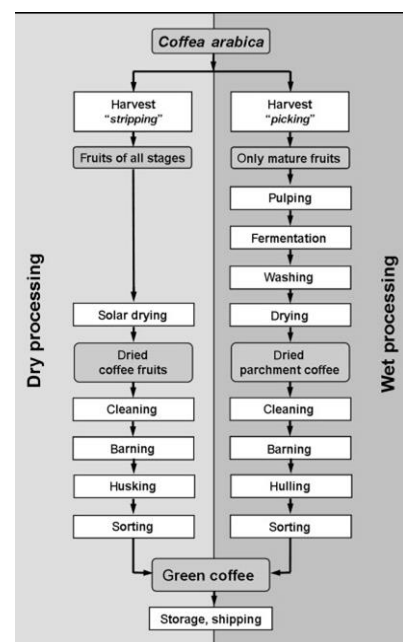 Coffea arabica
Harvest
"stripping"
Harvest
"picking"
Fruits of all stages
Only mature fruits
Pulping
Fermentation
Washing
Solar drying
Drying
Dried
coffee fruits
Dried
parchment coffee
Cleaning
Cleaning
Barning
Barning
Husking
Hulling
Sorting
Sorting
Green coffee
Storage, shipping
Dry processing
Wet processing